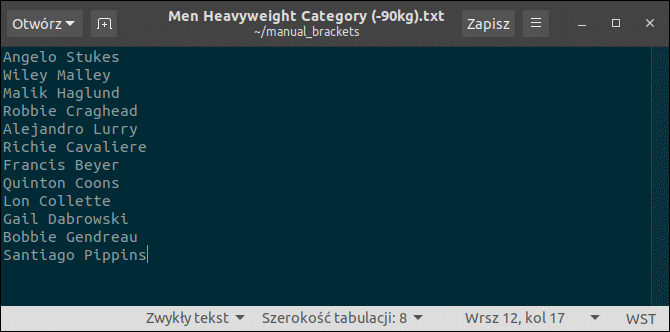 Otwórz
Men Heavyweight Category (-90kg).txt
~/manual_brackets
Zapisz
Angelo Stukes
Wiley Malley
Malik Haglund
Robbie Craghead
Alejandro Lurry
Richie Cavaliere
Francis Beyer
Quinton Coons
Lon Collette
Gail Dabrowski
Bobbie Gendreau
Santiago Pippins
Zwykły tekst Szerokość tabulacji: 8 Wrsz 12, kol 17 WST